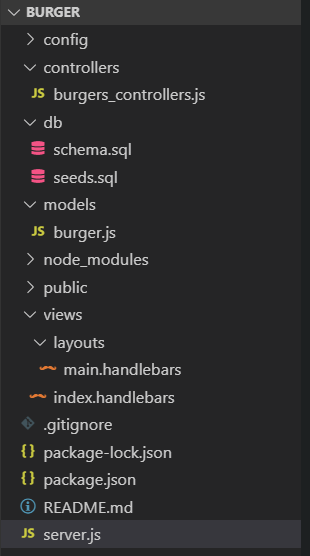 BURGER
config
controllers
JS burgers_controllers.js
db
schema.sql
seeds.sql
models
JS burger.js
node_modules
public
views
layouts
main.handlebars
index.handlebars
.gitignore
{} package-lock.json
{} package.json
README.md
JS server.js